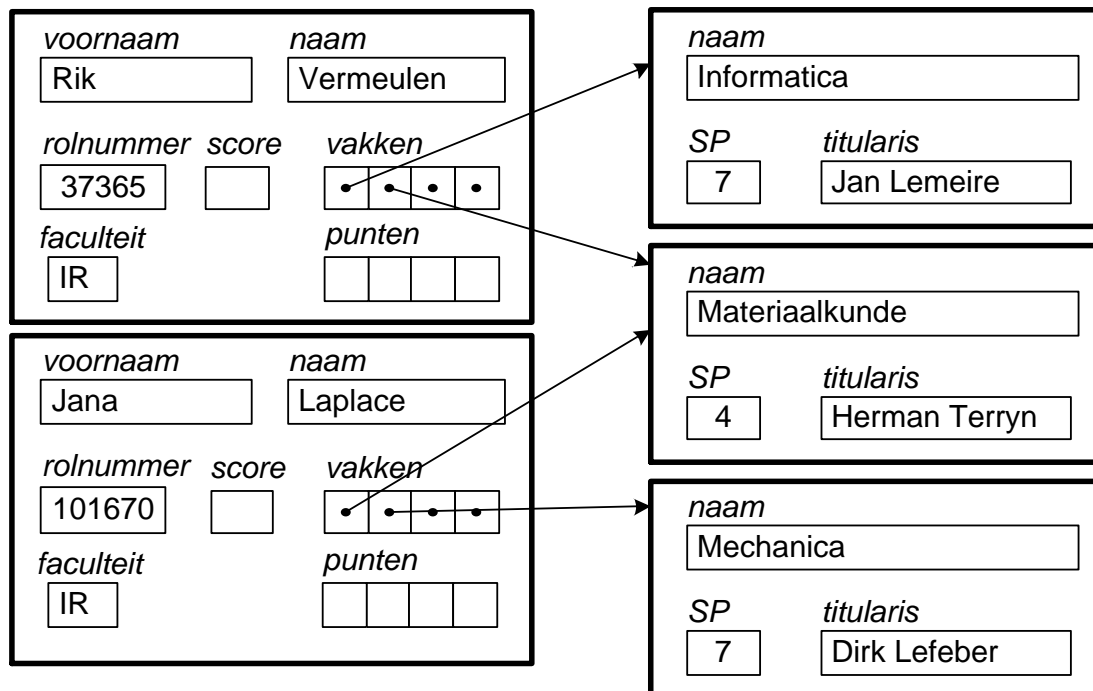 voornaam naam
Rik Vermeulen
rolnummer score vakken
37365
faculteit punten
IR
voornaam naam
Jana Laplace
rolnummer score vakken
101670
faculteit punten
IR
naam
Informatica
SP titularis
7 Jan Lemeire
naam
Materiaalkunde
SP titularis
4 Herman Terryn
naam
Mechanica
SP titularis
7 Dirk Lefeber